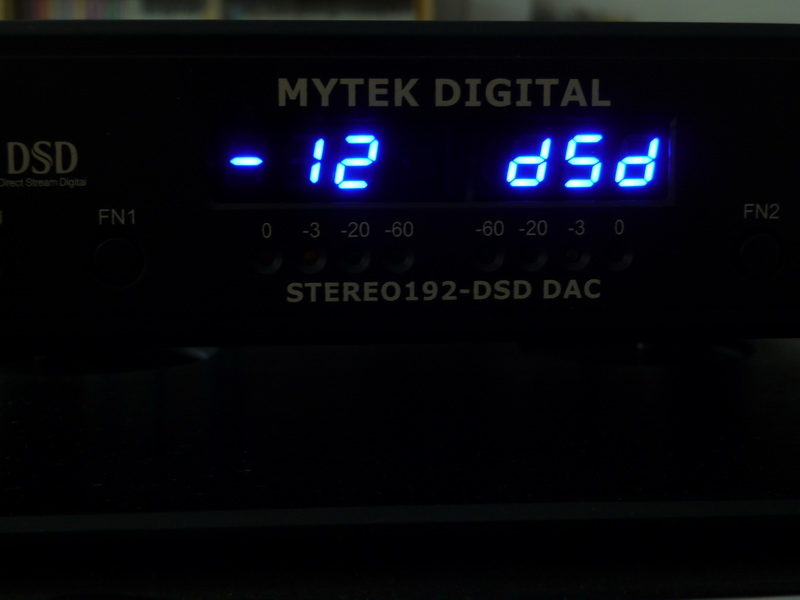 MYTEK DIGITAL
-12 dSd
DSD
Direct Stream Digital
FN1
FN2
0 -3 -20 -60 -60 -20 -3 0
STEREO192-DSD DAC